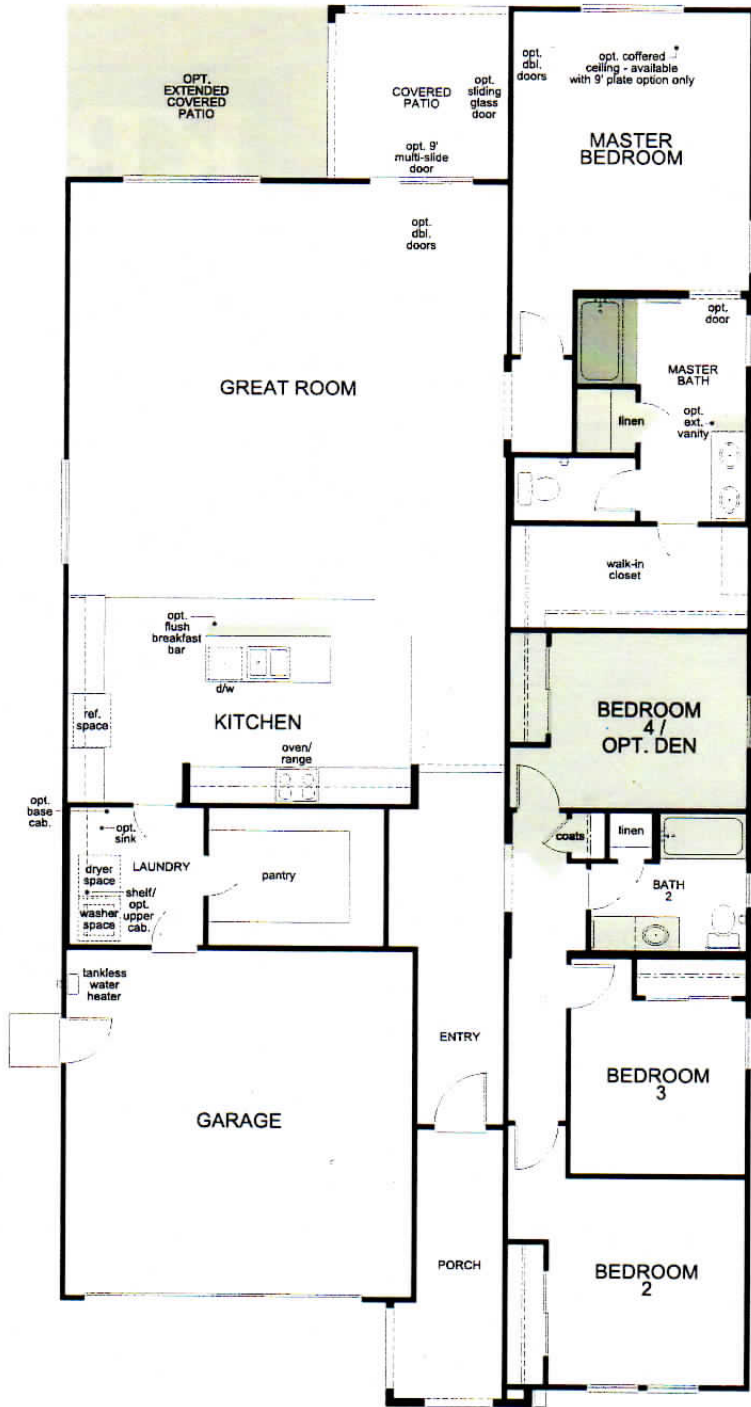 OPT.
EXTENDED
COVERED
PATIO
COVERED
PATIO
opt.
sliding
glass
door
opt. 9'
multi-slide
door
opt.
dbl.
doors
opt. coffered
ceiling - available
with 9' plate option only
MASTER
BEDROOM
opt.
dbl.
doors
GREAT ROOM
opt.
door
MASTER
BATH
linen
opt.
ext.
vanity
walk-in
closet
opt.
flush
breakfast
bar
d/w
ref.
space
KITCHEN
oven/
range
BEDROOM
4 /
OPT. DEN
opt.
base
cab.
opt.
sink
LAUNDRY
dryer
space
shelf/
opt.
upper
cab.
washer
space
pantry
coats
linen
BATH
2
tankless
water
heater
ENTRY
BEDROOM
3
GARAGE
PORCH
BEDROOM
2